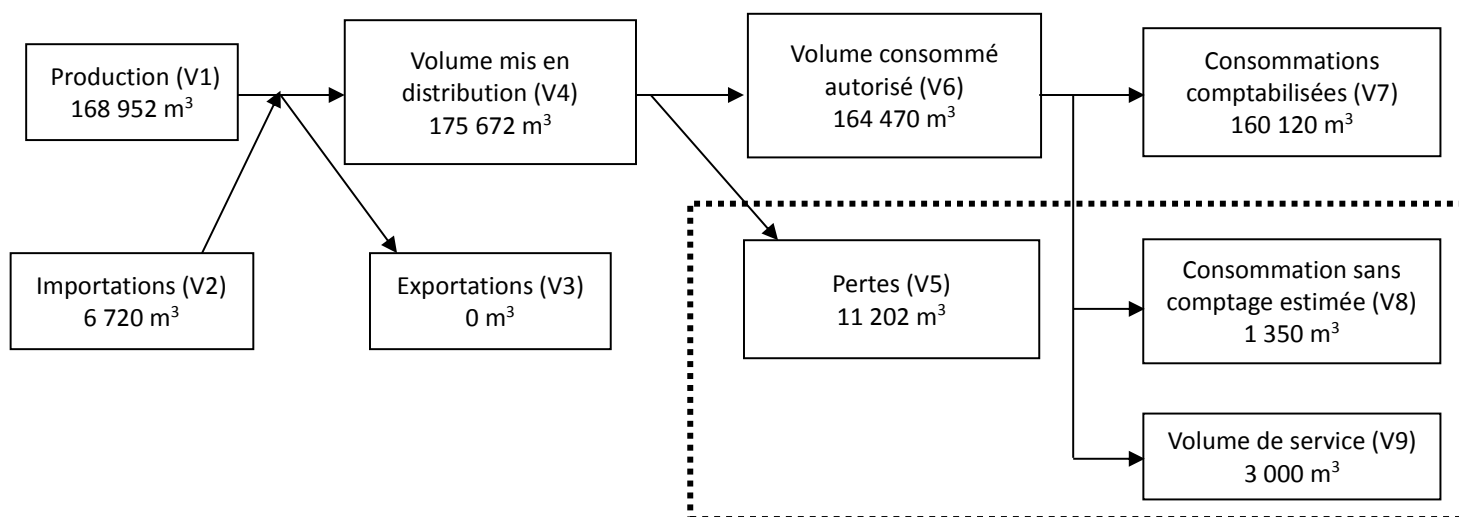 Production (V1)
168 952 m³
Volume mis en
distribution (V4)
175 672 m³
Volume consommé
autorisé (V6)
164 470 m³
Consommations
comptabilisées (V7)
160 120 m³
Importations (V2)
6 720 m³
Exportations (V3)
0 m³
Pertes (V5)
11 202 m³
Consommation sans
comptage estimée (V8)
1 350 m³
Volume de service (V9)
3 000 m³